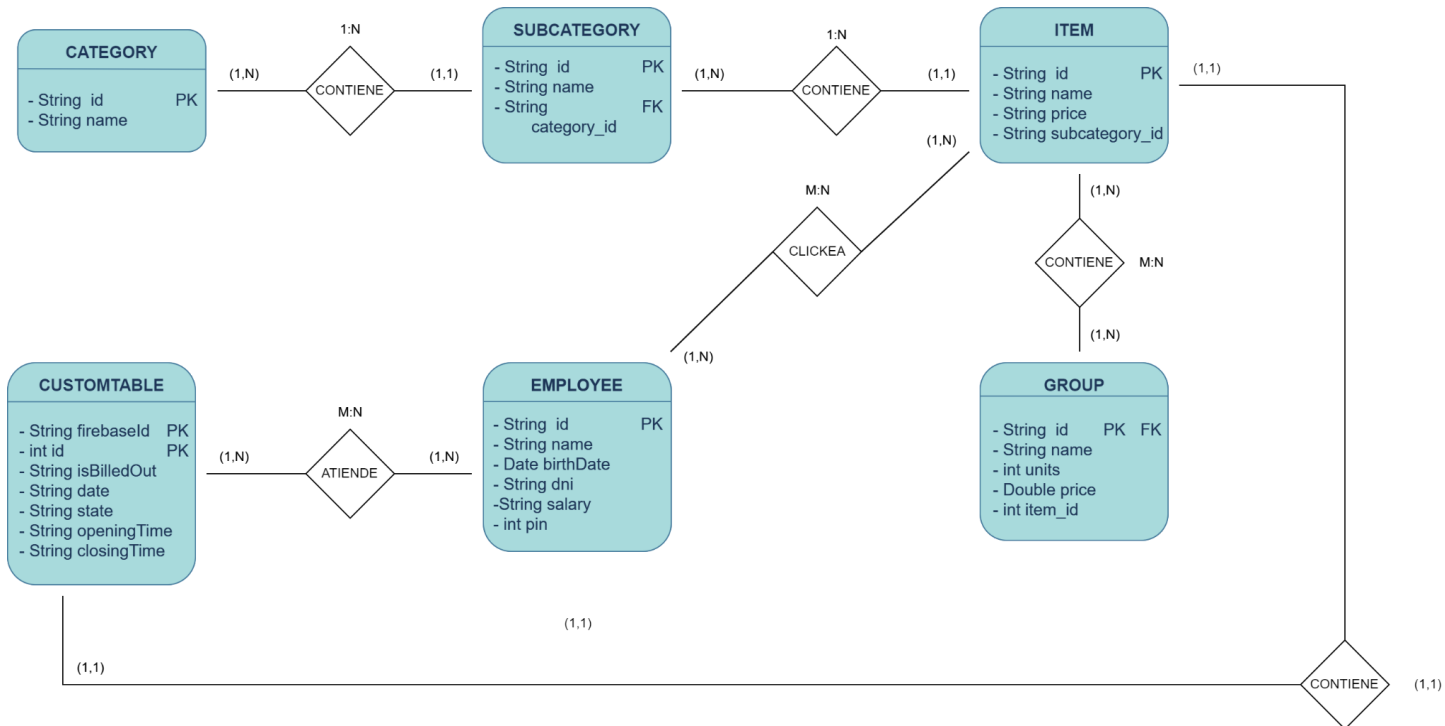 CATEGORY
- String id PK
- String name
(1,N)
1:N
CONTIENE
(1,1)
SUBCATEGORY
- String id PK
- String name
- String FK
category_id
(1,N)
1:N
CONTIENE
(1,1)
ITEM
- String id PK
- String name
- String price
- String subcategory_id
(1,1)
(1,N)
M:N
CLICKEA
(1,N)
(1,N)
CONTIENE
M:N
(1,N)
CUSTOMTABLE
- String firebaseId PK
- int id PK
- String isBilledOut
- String date
- String state
- String openingTime
- String closingTime
(1,N)
M:N
ATIENDE
(1,N)
EMPLOYEE
- String id PK
- String name
- Date birthDate
- String dni
-String salary
- int pin
GROUP
- String id PK FK
- String name
- int units
- Double price
- int item_id
(1,1)
(1,1)
CONTIENE
(1,1)